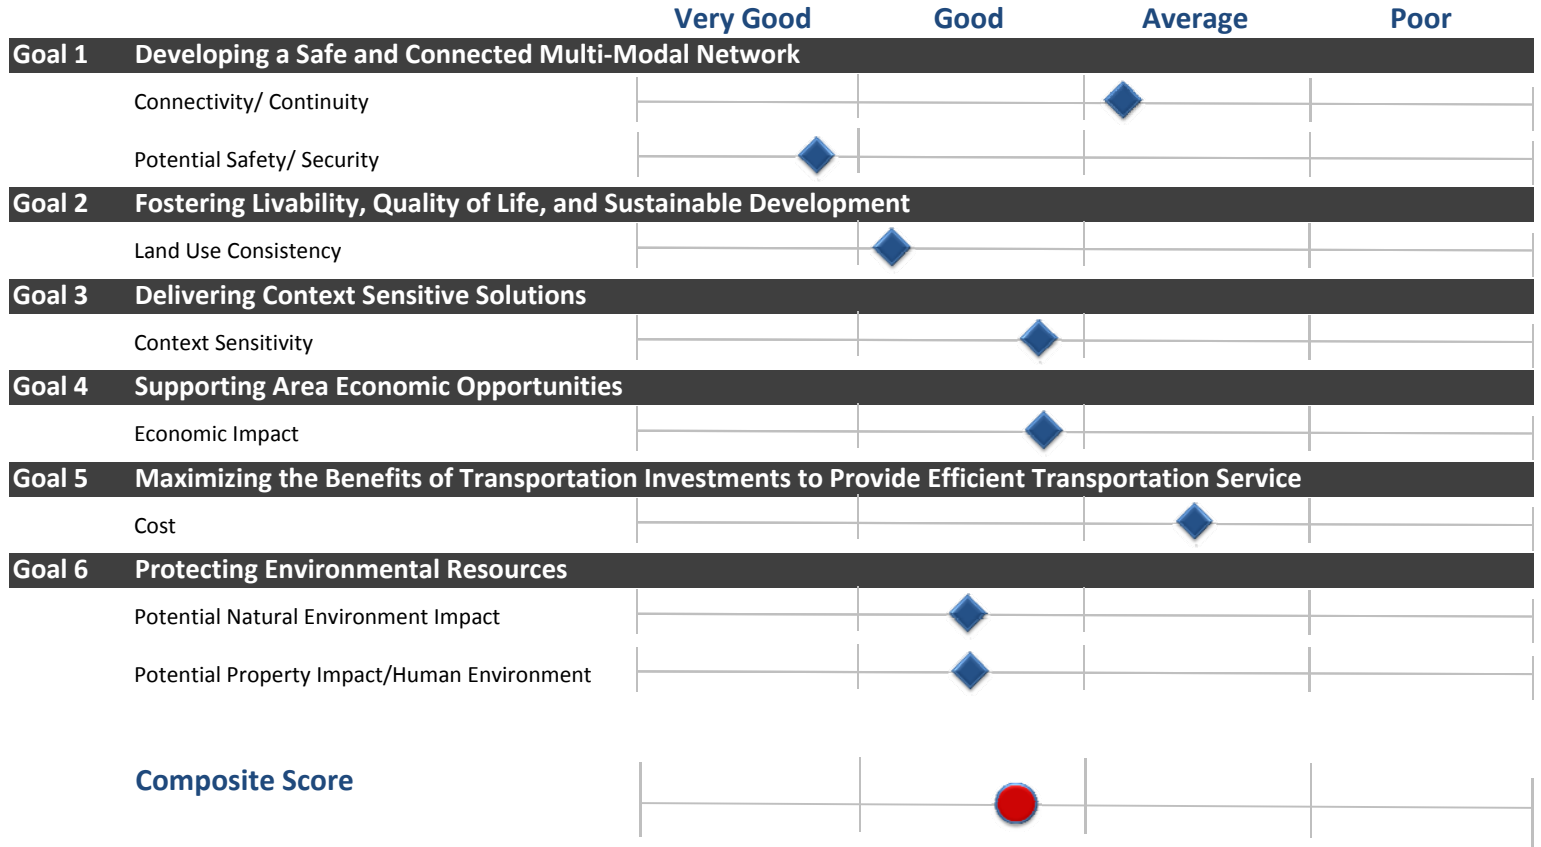 Very Good Good Average Poor
Goal 1 Developing a Safe and Connected Multi-Modal Network
Connectivity/ Continuity
Potential Safety/ Security
Goal 2 Fostering Livability, Quality of Life, and Sustainable Development
Land Use Consistency
Goal 3 Delivering Context Sensitive Solutions
Context Sensitivity
Goal 4 Supporting Area Economic Opportunities
Economic Impact
Goal 5 Maximizing the Benefits of Transportation Investments to Provide Efficient Transportation Service
Cost
Goal 6 Protecting Environmental Resources
Potential Natural Environment Impact
Potential Property Impact/Human Environment
Composite Score